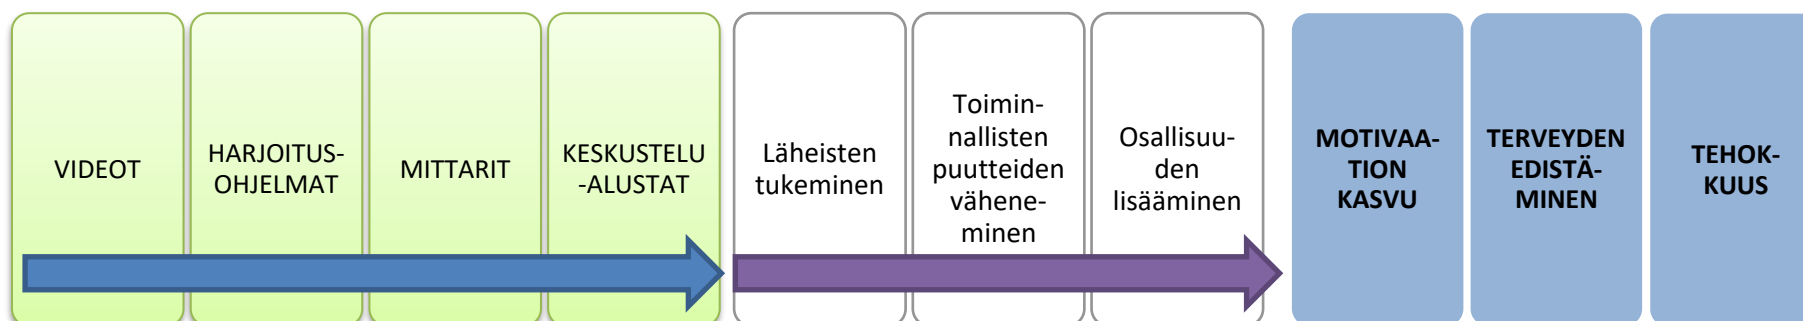 VIDEOT
HARJOITUS-
OHJELMAT
MITTARIT
KESKUSTELU
-ALUSTAT
Läheisten
tukeminen
Toimin-
nallisten
puutteiden
vähene-
minen
Osallisuu-
den
lisääminen
MOTIVAA-
TION
KASVU
TERVEYDEN
EDISTÄ-
MINEN
TEHOK-
KUUS